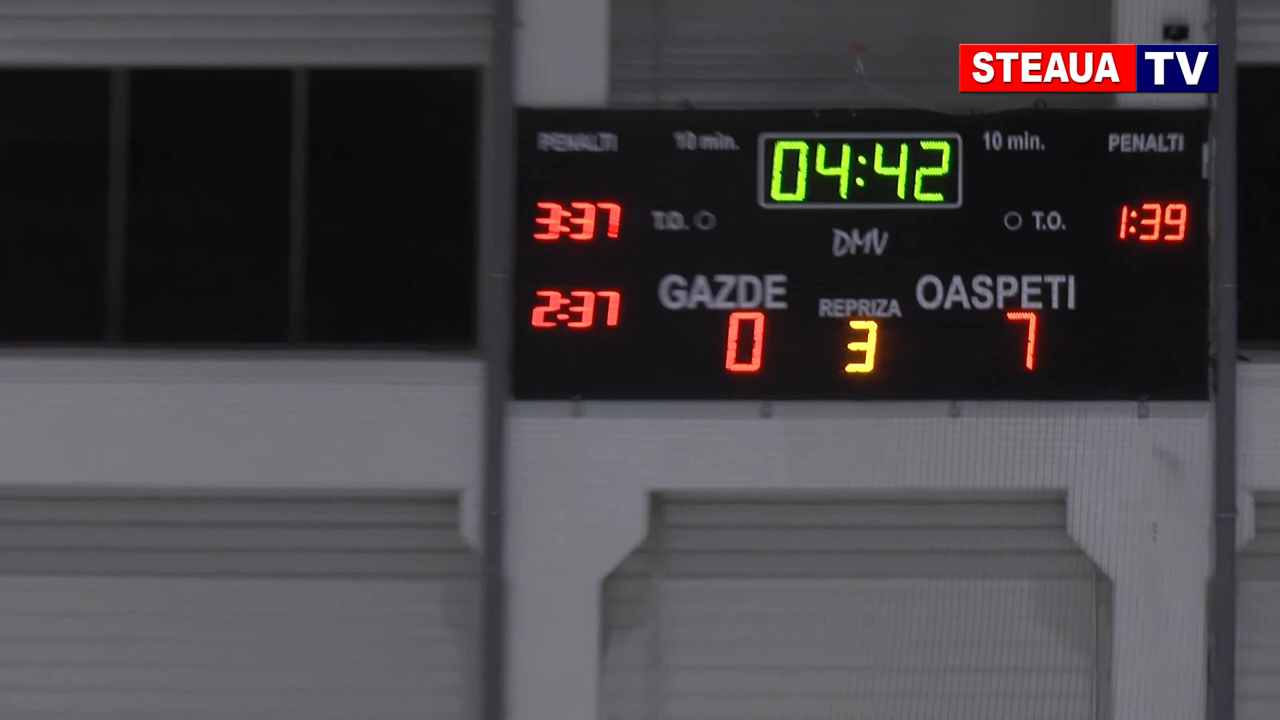 STEAUA TV
PENALTI 10 min. 04:42 10 min. PENALTI
3:37 T.O. T.O. 1:39
DMV
2:37 GAZDE REPRIZA OASPETI
0 3 7